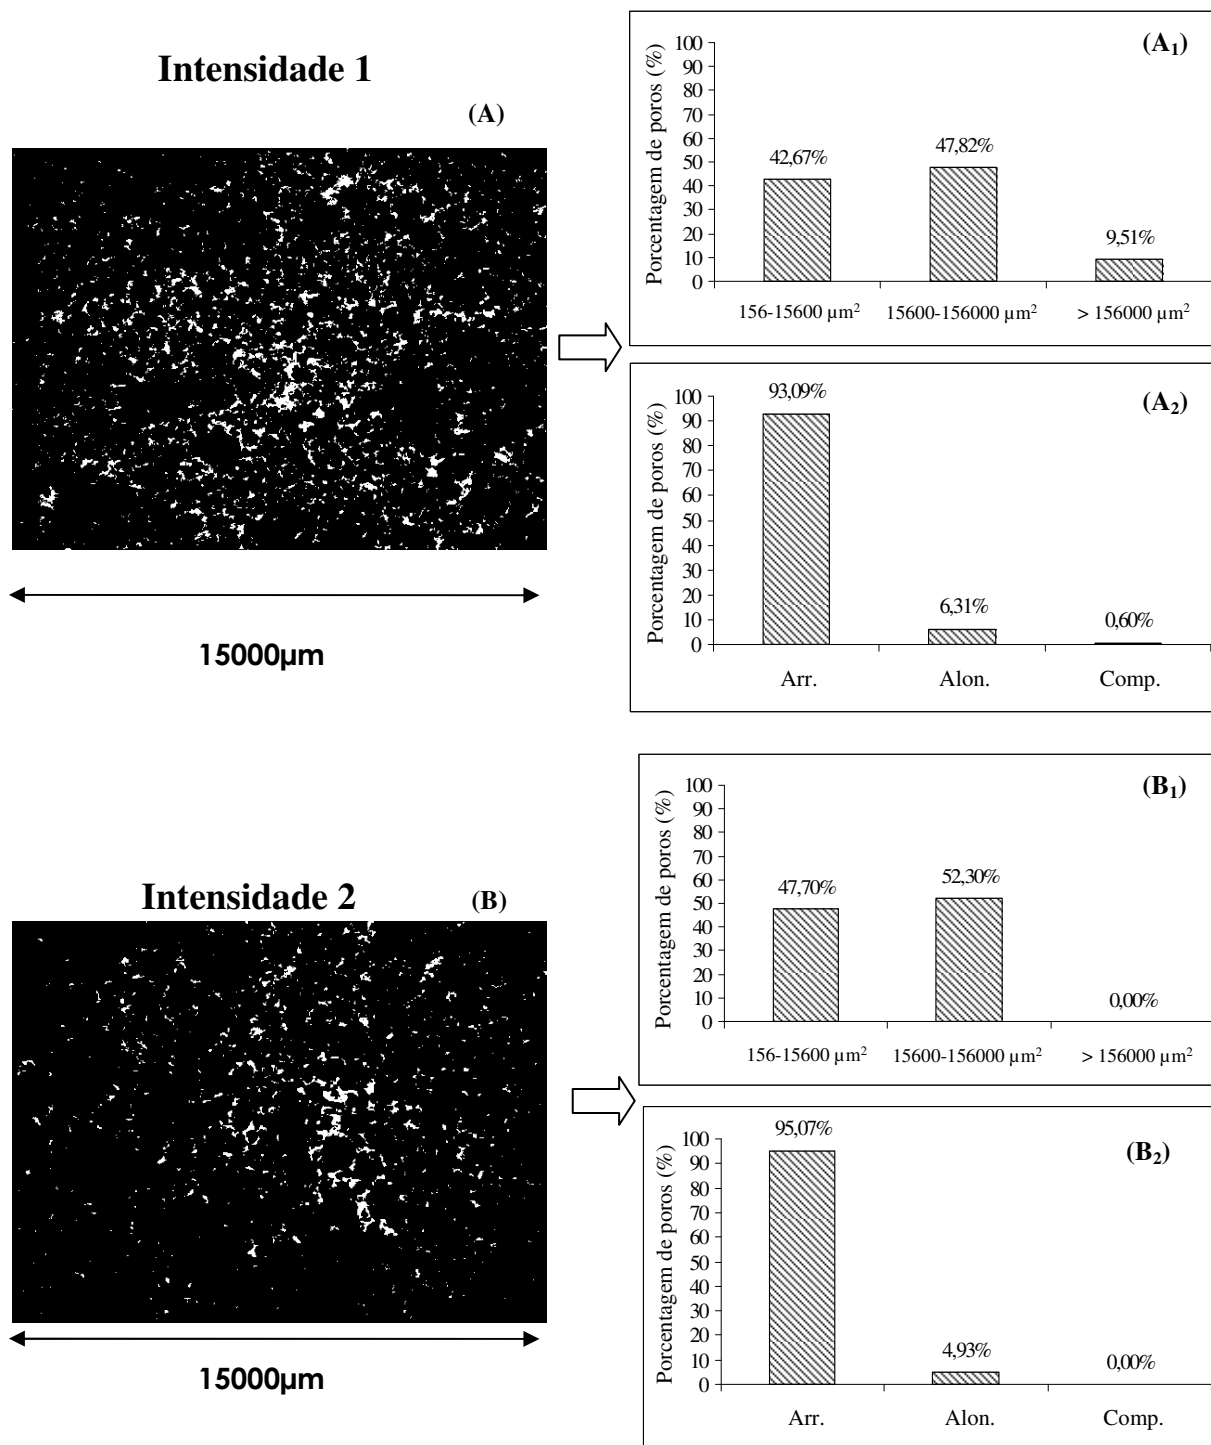 Intensidade 1
(A)
15000µm
(A1)
Porcentagem de poros (%)
100
90
80
70
60
50
40
30
20
10
0
42,67%
47,82%
9,51%
156-15600 µm²
15600-156000 µm²
> 156000 µm²
(A2)
Porcentagem de poros (%)
100
90
80
70
60
50
40
30
20
10
0
93,09%
6,31%
0,60%
Arr.
Alon.
Comp.
Intensidade 2
(B)
15000µm
(B1)
Porcentagem de poros (%)
100
90
80
70
60
50
40
30
20
10
0
47,70%
52,30%
0,00%
156-15600 µm²
15600-156000 µm²
> 156000 µm²
(B2)
Porcentagem de poros (%)
100
90
80
70
60
50
40
30
20
10
0
95,07%
4,93%
0,00%
Arr.
Alon.
Comp.